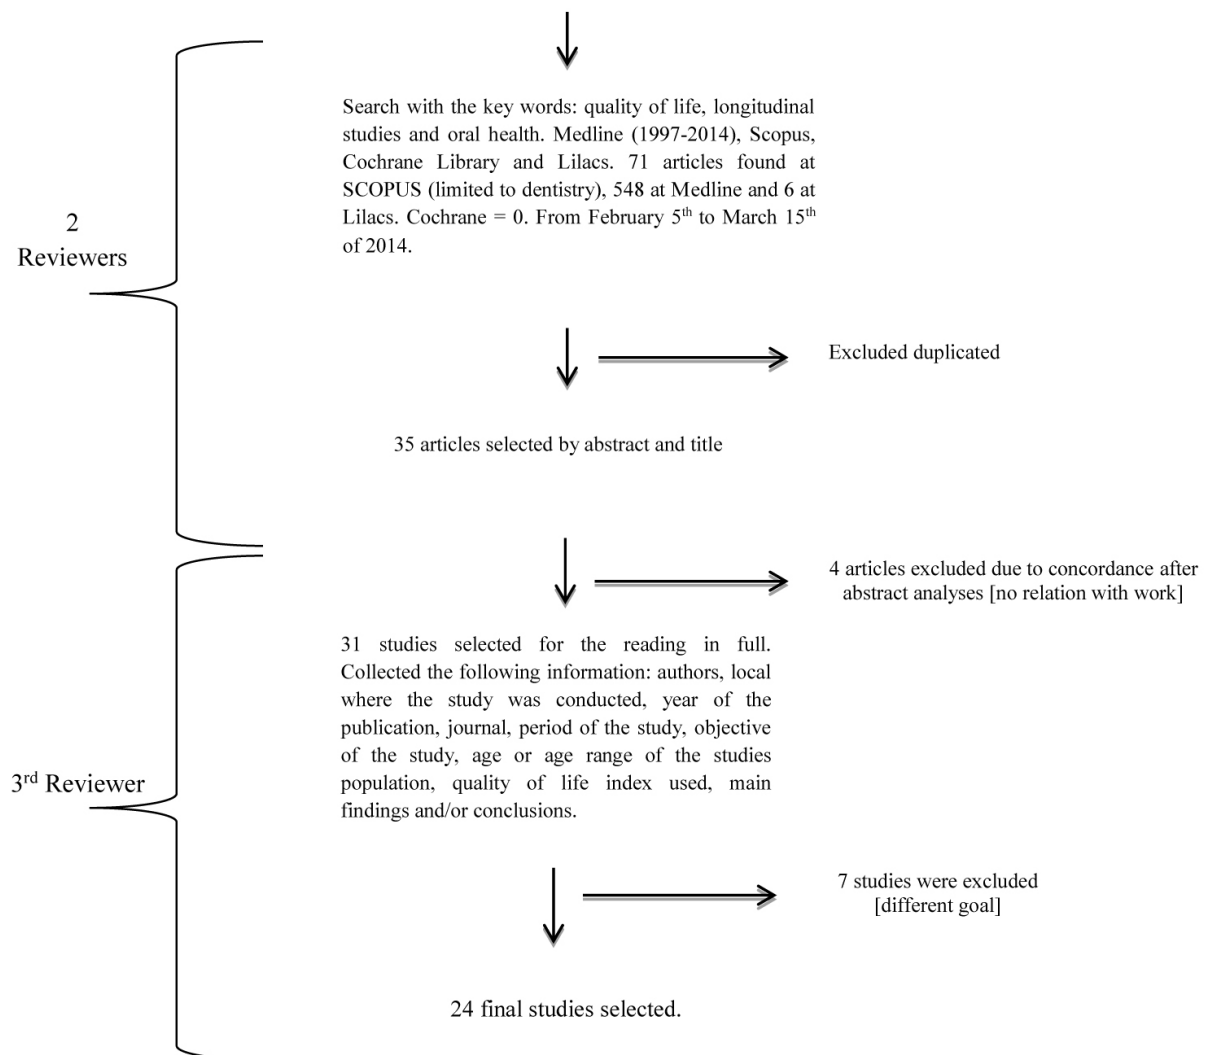 Search with the key words: quality of life, longitudinal
studies and oral health. Medline (1997-2014), Scopus,
Cochrane Library and Lilacs. 71 articles found at
SCOPUS (limited to dentistry), 548 at Medline and 6 at
Lilacs. Cochrane = 0. From February 5th to March 15th
of 2014.
2
Reviewers
Excluded duplicated
35 articles selected by abstract and title
4 articles excluded due to concordance after
abstract analyses [no relation with work]
31 studies selected for the reading in full.
Collected the following information: authors, local
where the study was conducted, year of the
publication, journal, period of the study, objective
of the study, age or age range of the studies
population, quality of life index used, main
findings and/or conclusions.
3rd Reviewer
7 studies were excluded
[different goal]
24 final studies selected.